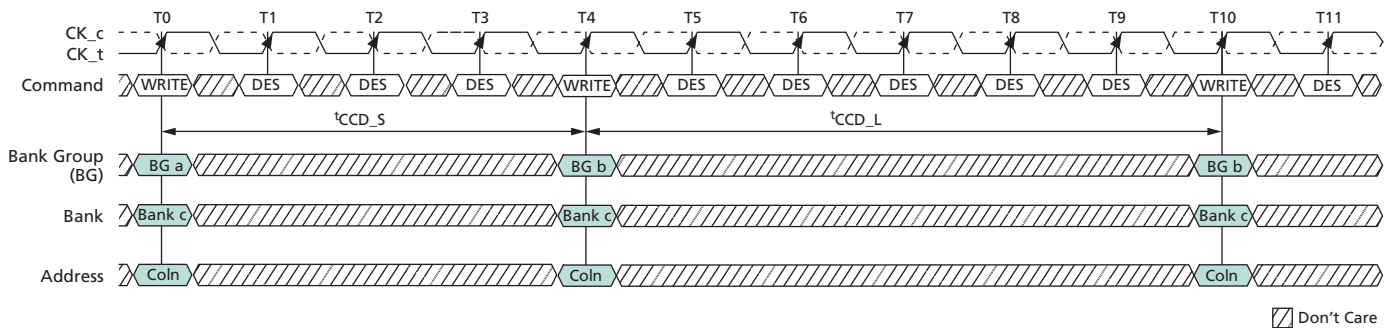 T0 T1 T2 T3 T4 T5 T6 T7 T8 T9 T10 T11
CK_c
CK_t
Command WRITE DES DES DES WRITE DES DES DES DES DES WRITE DES
tCCD_S tCCD_L
Bank Group
(BG) BG a BG b BG b
Bank Bank c Bank c Bank c
Address Coln Coln Coln
Don't Care